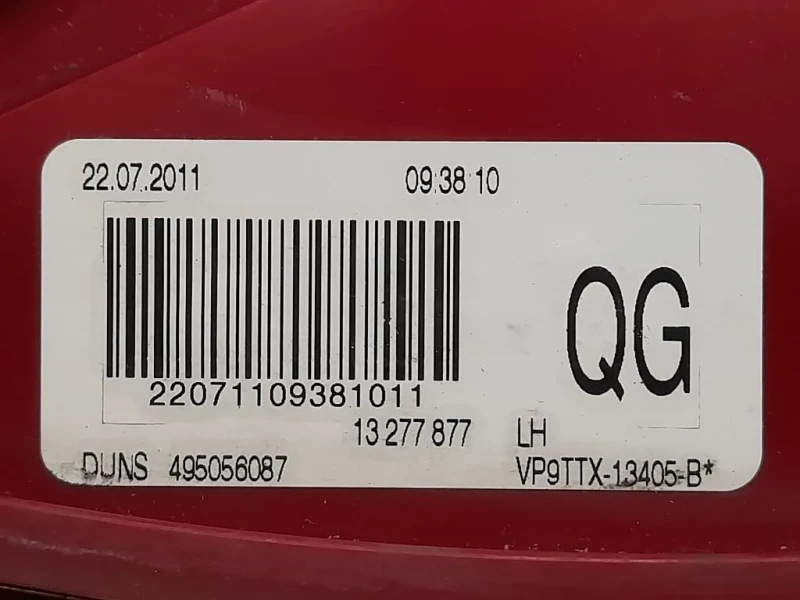 22.07.2011 09:38 10
QG
22071109381011
13 277 877 LH
DUNS 495056087 VP9TTX-13405-B*